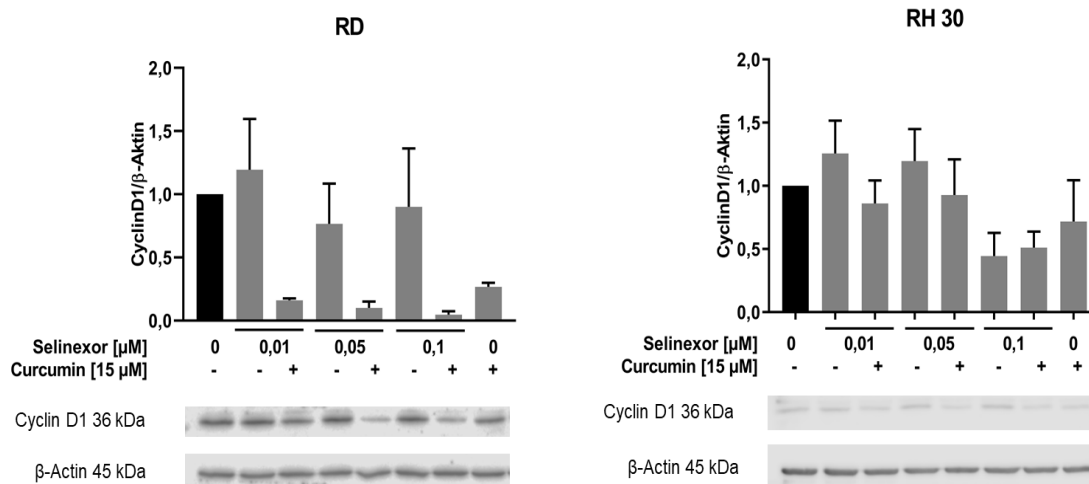 RD
2,0
1,5
1,0
0,5
0,0
CyclinD1/β-Aktin
Selinexor [µM] 0 0,01 0,05 0,1 0
Curcumin [15 µM] - - + - + - + +
Cyclin D1 36 kDa
β-Actin 45 kDa
RH 30
2,0
1,5
1,0
0,5
0,0
CyclinD1/β-Aktin
Selinexor [µM] 0 0,01 0,05 0,1 0
Curcumin [15 µM] - - + - + - + +
Cyclin D1 36 kDa
β-Actin 45 kDa